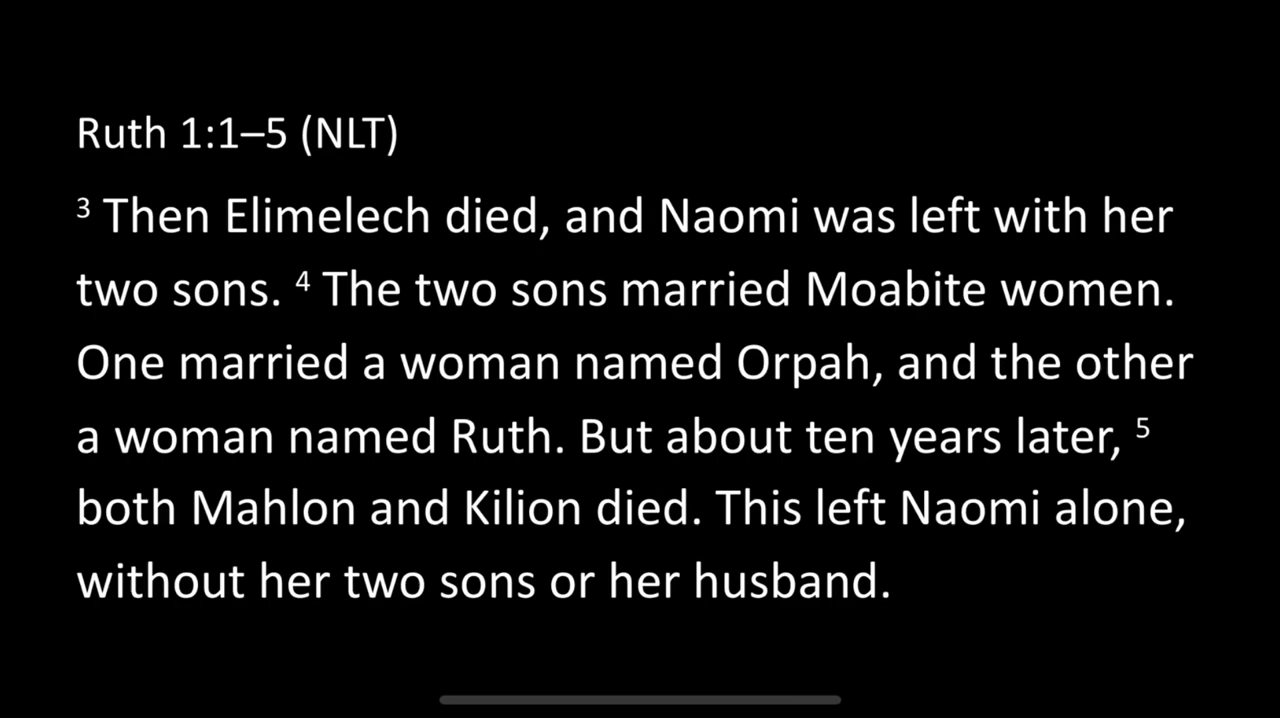 Ruth 1:1–5 (NLT)
3 Then Elimelech died, and Naomi was left with her
two sons. 4 The two sons married Moabite women.
One married a woman named Orpah, and the other
a woman named Ruth. But about ten years later, 5
both Mahlon and Kilion died. This left Naomi alone,
without her two sons or her husband.